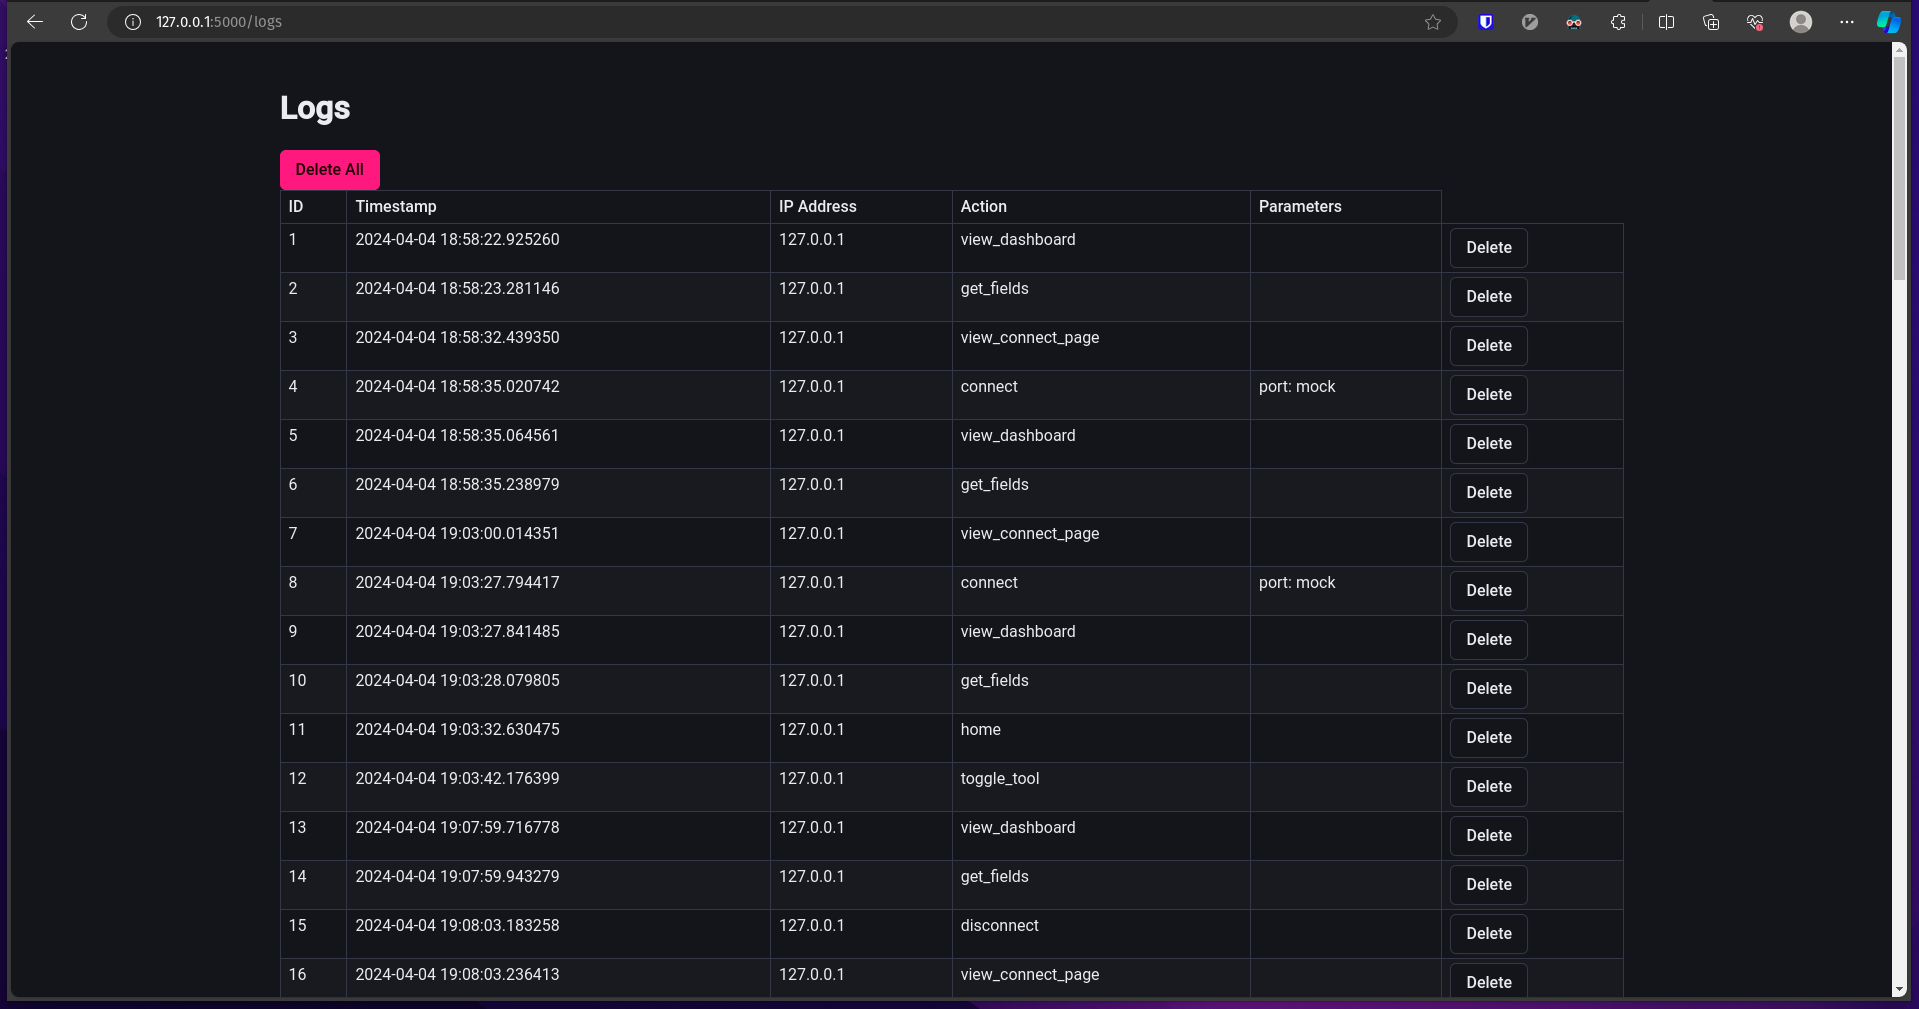 127.0.0.1:5000/logs
Logs
Delete All
ID Timestamp IP Address Action Parameters
1 2024-04-04 18:58:22.925260 127.0.0.1 view_dashboard Delete
2 2024-04-04 18:58:23.281146 127.0.0.1 get_fields Delete
3 2024-04-04 18:58:32.439350 127.0.0.1 view_connect_page Delete
4 2024-04-04 18:58:35.020742 127.0.0.1 connect port: mock Delete
5 2024-04-04 18:58:35.064561 127.0.0.1 view_dashboard Delete
6 2024-04-04 18:58:35.238979 127.0.0.1 get_fields Delete
7 2024-04-04 19:03:00.014351 127.0.0.1 view_connect_page Delete
8 2024-04-04 19:03:27.794417 127.0.0.1 connect port: mock Delete
9 2024-04-04 19:03:27.841485 127.0.0.1 view_dashboard Delete
10 2024-04-04 19:03:28.079805 127.0.0.1 get_fields Delete
11 2024-04-04 19:03:32.630475 127.0.0.1 home Delete
12 2024-04-04 19:03:42.176399 127.0.0.1 toggle_tool Delete
13 2024-04-04 19:07:59.716778 127.0.0.1 view_dashboard Delete
14 2024-04-04 19:07:59.943279 127.0.0.1 get_fields Delete
15 2024-04-04 19:08:03.183258 127.0.0.1 disconnect Delete
16 2024-04-04 19:08:03.236413 127.0.0.1 view_connect_page Delete